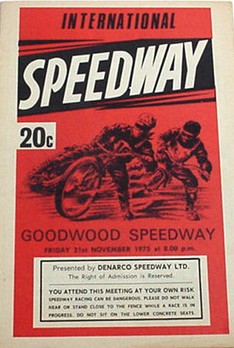 INTERNATIONAL
SPEEDWAY
20c
GOODWOOD SPEEDWAY
FRIDAY 21st NOVEMBER 1975 at 8.00 p.m.
Presented by DENARCO SPEEDWAY LTD.
The Right of Admission is Reserved.
YOU ATTEND THIS MEETING AT YOUR OWN RISK
SPEEDWAY RACING CAN BE DANGEROUS. PLEASE DO NOT WALK
NEAR OR STAND CLOSE TO THE FENCE WHILE A RACE IS IN
PROGRESS. DO NOT SIT ON THE LOWER CONCRETE SEATS.